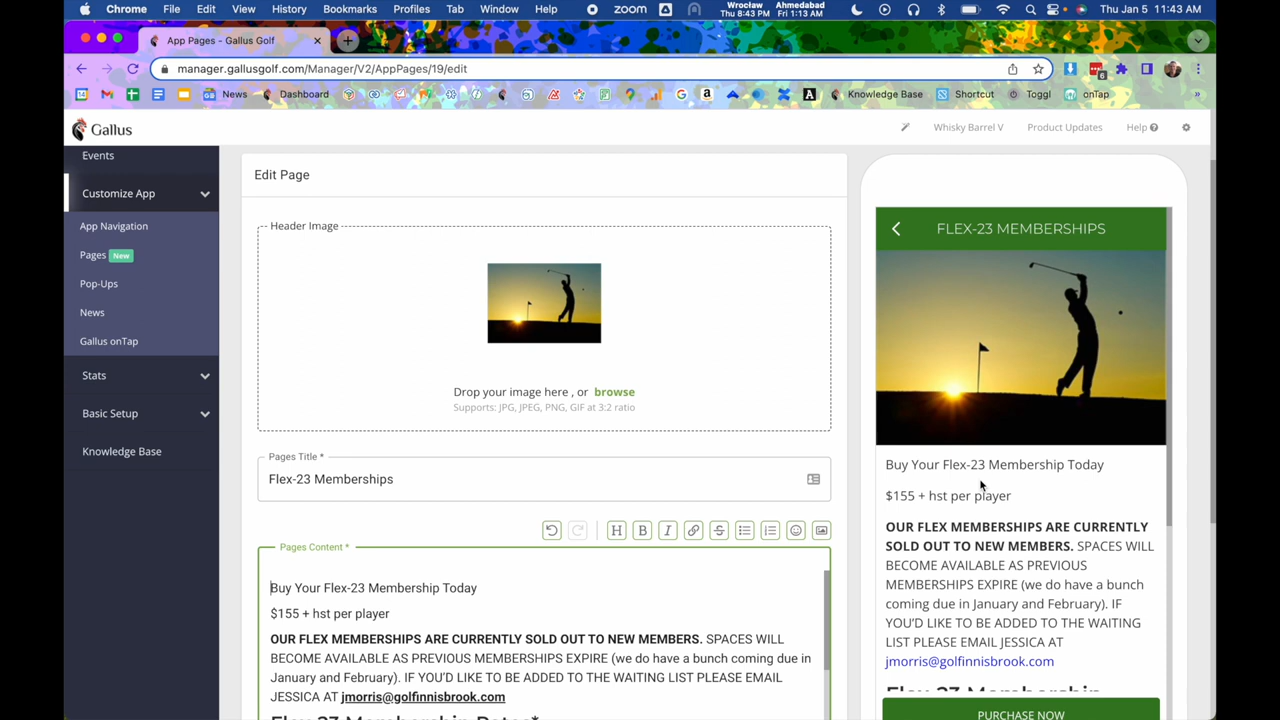 Chrome File Edit View History Bookmarks Profiles Tab Window Help zoom Wrocław Thu 8:43 PM Ahmedabad Fri 1:13 AM Thu Jan 5 11:43 AM
App Pages - Gallus Golf
manager.gallusgolf.com/Manager/V2/AppPages/19/edit
News Dashboard Knowledge Base Shortcut Toggl onTap »
Gallus
Whisky Barrel V Product Updates Help
Events
Customize App
App Navigation
Pages New
Pop-Ups
News
Gallus onTap
Stats
Basic Setup
Knowledge Base
Edit Page
Header Image
Drop your image here , or browse
Supports: JPG, JPEG, PNG, GIF at 3:2 ratio
Pages Title *
Flex-23 Memberships
H B I S
Pages Content *
Buy Your Flex-23 Membership Today
$155 + hst per player
OUR FLEX MEMBERSHIPS ARE CURRENTLY SOLD OUT TO NEW MEMBERS. SPACES WILL
BECOME AVAILABLE AS PREVIOUS MEMBERSHIPS EXPIRE (we do have a bunch coming due in
January and February). IF YOU'D LIKE TO BE ADDED TO THE WAITING LIST PLEASE EMAIL
JESSICA AT jmorris@golfinnisbrook.com
Flex-23 Membership Rates*
FLEX-23 MEMBERSHIPS
Buy Your Flex-23 Membership Today
$155 + hst per player
OUR FLEX MEMBERSHIPS ARE CURRENTLY
SOLD OUT TO NEW MEMBERS. SPACES WILL
BECOME AVAILABLE AS PREVIOUS
MEMBERSHIPS EXPIRE (we do have a bunch
coming due in January and February). IF
YOU'D LIKE TO BE ADDED TO THE WAITING
LIST PLEASE EMAIL JESSICA AT
jmorris@golfinnisbrook.com
Flex-23 Membership
PURCHASE NOW